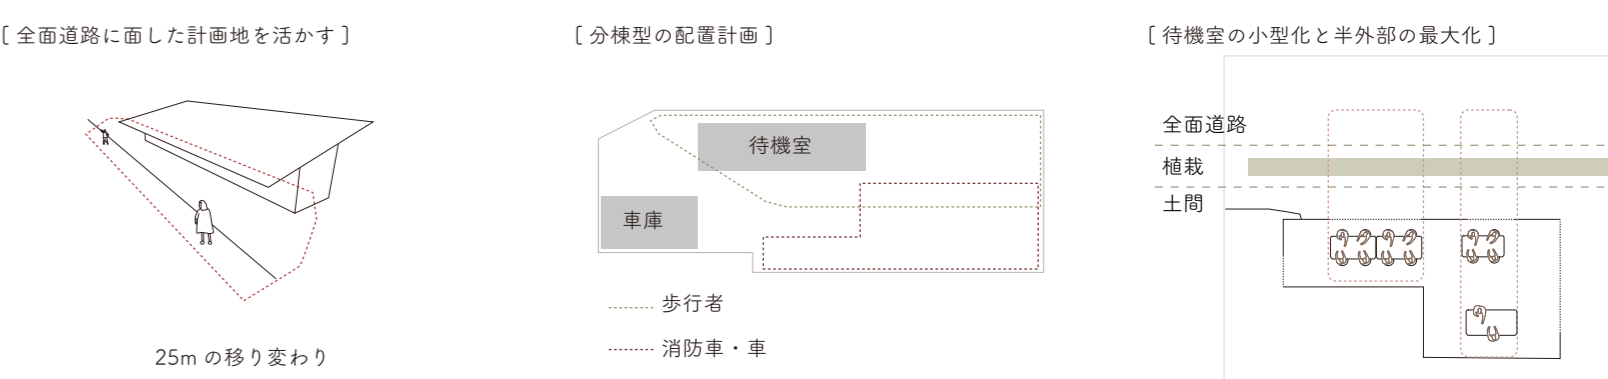 [ 全面道路に面した計画地を活かす ]
25m の移り変わり
[ 分棟型の配置計画 ]
待機室
車庫
歩行者
消防車・車
[ 待機室の小型化と半外部の最大化 ]
全面道路
植栽
土間